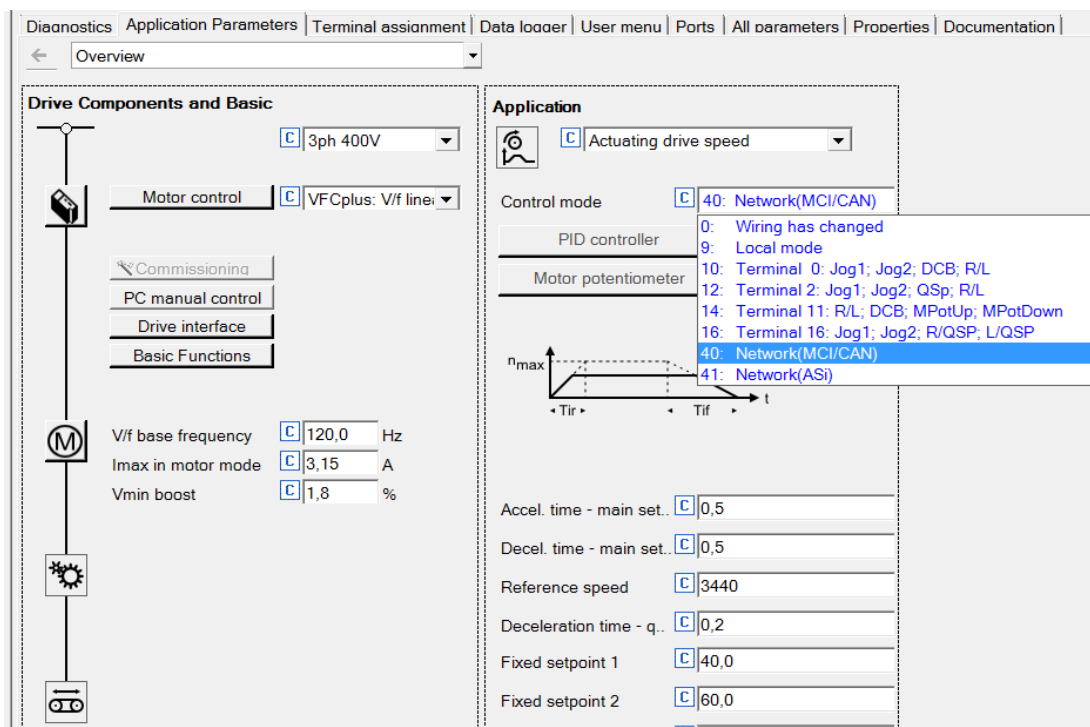 Diagnostics Application Parameters Terminal assignment Data logger User menu Ports All parameters Properties Documentation
Overview
Drive Components and Basic
C 3ph 400V
Motor control C VFCplus: V/f linea
Commissioning
PC manual control
Drive interface
Basic Functions
M
V/f base frequency C 120,0 Hz
Imax in motor mode C 3,15 A
Vmin boost C 1,8 %
Application
C Actuating drive speed
Control mode C 40: Network(MCI/CAN)
0: Wiring has changed
9: Local mode
10: Terminal 0: Jog1; Jog2; DCB; R/L
12: Terminal 2: Jog1; Jog2; QSp; R/L
14: Terminal 11: R/L; DCB; MPotUp; MPotDown
16: Terminal 16: Jog1; Jog2; R/QSP; L/QSP
40: Network(MCI/CAN)
41: Network(ASi)
PID controller
Motor potentiometer
nmax
t
Tir Tif
Accel. time - main set.. C 0,5
Decel. time - main set.. C 0,5
Reference speed C 3440
Deceleration time - q.. C 0,2
Fixed setpoint 1 C 40,0
Fixed setpoint 2 C 60,0